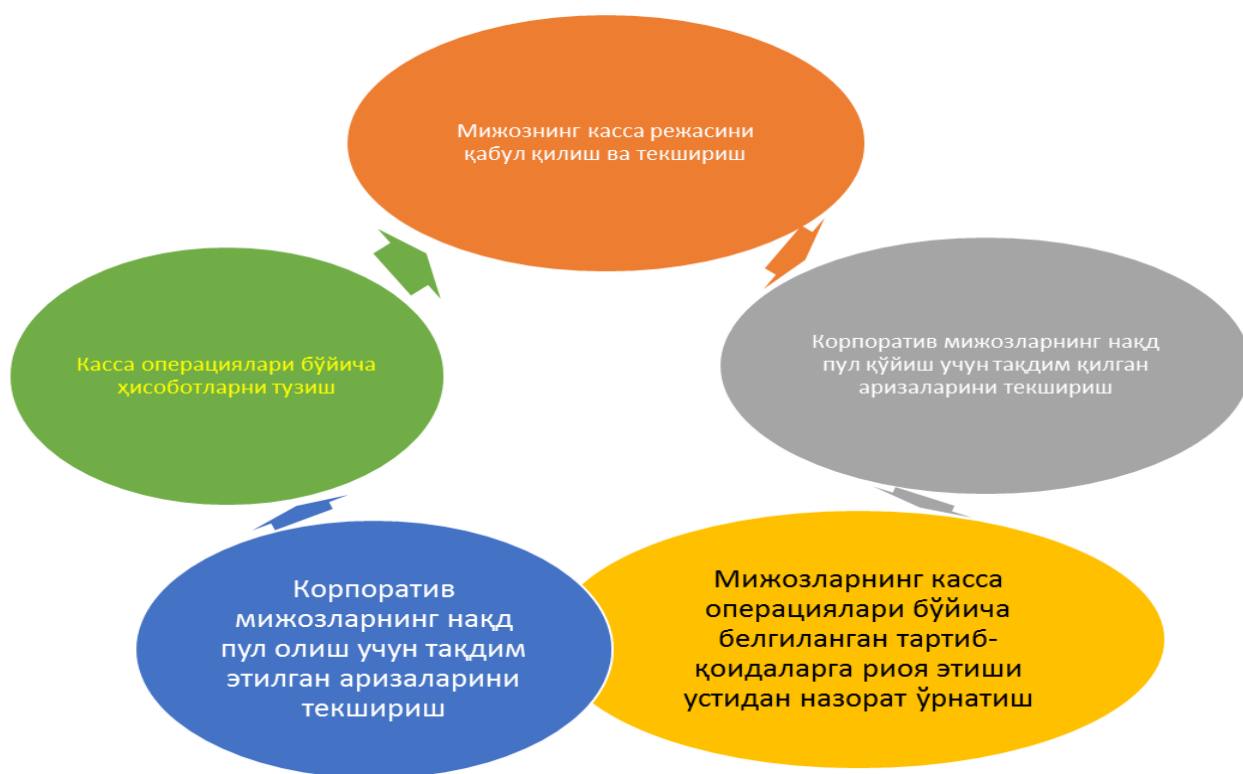 Мижознинг касса режасини
қабул қилиш ва текшириш
Корпоратив мижозларнинг нақд
пул қўйиш учун тақдим қилган
аризаларини текшириш
Касса операциялари бўйича
ҳисоботларни тузиш
Корпоратив
мижозларнинг нақд
пул олиш учун тақдим
этилган аризаларини
текшириш
Мижозларнинг касса
операциялари бўйича
белгиланган тартиб-
қоидаларга риоя этиши
устидан назорат ўрнатиш